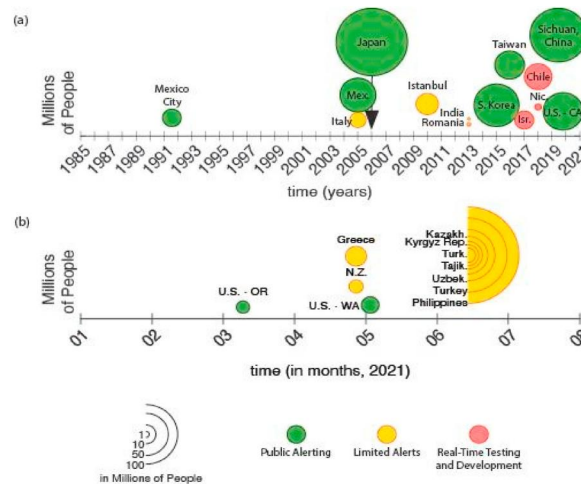 (a)
Japan
Sichuan,
China
Taiwan
Mexico
City
Mex.
Istanbul
Chile
Nic.
S. Korea
U.S. - CA
Italy
India
Romania
Isr.
Millions
of People
1985
1987
1989
1991
1993
1995
1997
1999
2001
2003
2005
2007
2009
2011
2013
2015
2017
2019
2021
time (years)
(b)
Kazakh.
Kyrgyz Rep.
Turk.
Tajik.
Uzbek.
Turkey
Philippines
Greece
N.Z.
U.S. - OR
U.S. - WA
Millions
of People
01
02
03
04
05
06
07
08
time (in months, 2021)
1
10
50
100
in Millions of People
Public Alerting
Limited Alerts
Real-Time Testing
and Development